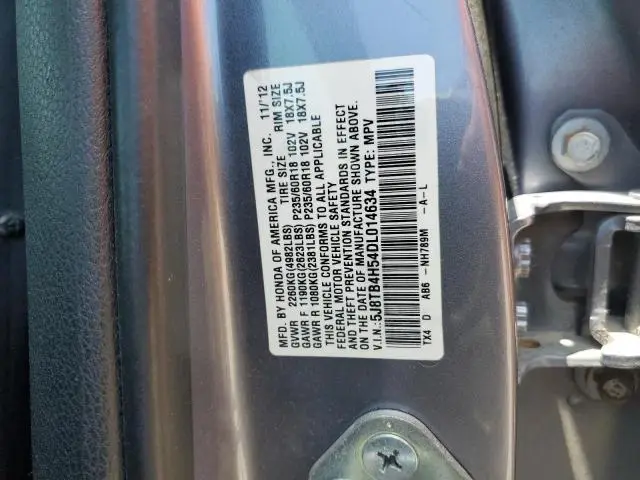 MFD. BY HONDA OF AMERICA MFG., INC. 11/'12
GVWR 2260KG(4982LBS) TIRE SIZE RIM SIZE
GAWR F 1190KG(2623LBS) P235/60R18 102V 18X7.5J
GAWR R 1080KG(2381LBS) P235/60R18 102V 18X7.5J
THIS VEHICLE CONFORMS TO ALL APPLICABLE
FEDERAL MOTOR VEHICLE SAFETY
AND THEFT PREVENTION STANDARDS IN EFFECT
ON THE DATE OF MANUFACTURE SHOWN ABOVE.
V.I.N.:5J8TB4H54DL014634 TYPE: MPV
TX4 D AB6 -NH789M -A-L